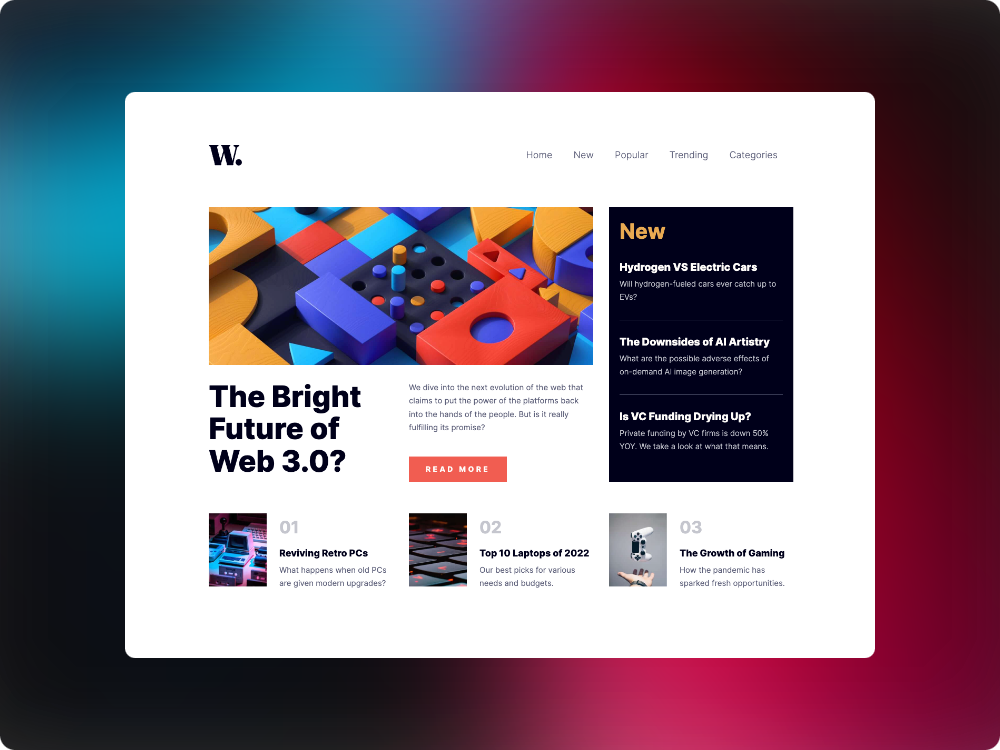 W.
Home New Popular Trending Categories
The Bright
Future of
Web 3.0?
We dive into the next evolution of the web that
claims to put the power of the platforms back
into the hands of the people. But is it really
fulfilling its promise?
READ MORE
New
Hydrogen VS Electric Cars
Will hydrogen-fueled cars ever catch up to
EVs?
The Downsides of AI Artistry
What are the possible adverse effects of
on-demand AI image generation?
Is VC Funding Drying Up?
Private funding by VC firms is down 50%
YOY. We take a look at what that means.
01
Reviving Retro PCs
What happens when old PCs
are given modern upgrades?
02
Top 10 Laptops of 2022
Our best picks for various
needs and budgets.
03
The Growth of Gaming
How the pandemic has
sparked fresh opportunities.